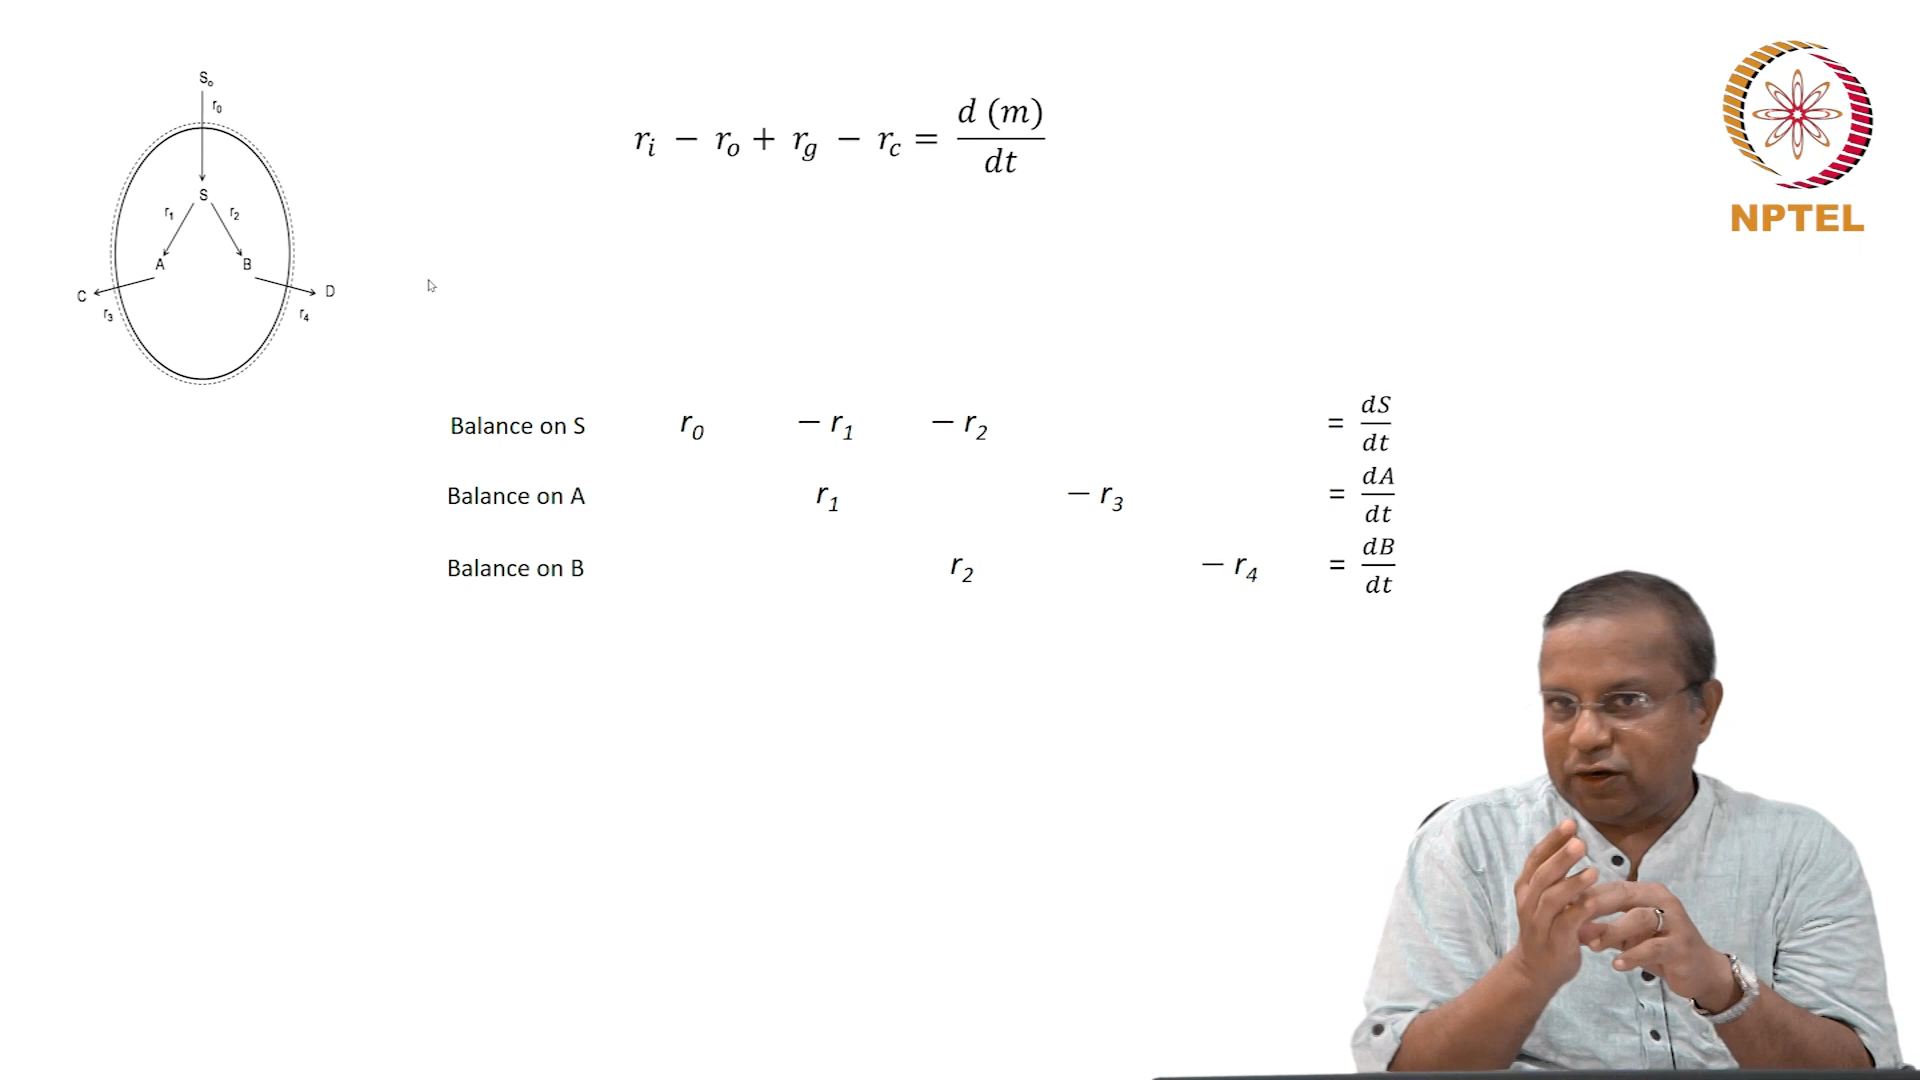 S₀
r₀
S
r₁ r₂
A B
C D
r₃ r₄
rᵢ − rₒ + r_g − r_c = d (m) / dt
NPTEL
Balance on S r₀ − r₁ − r₂ = dS/dt
Balance on A r₁ − r₃ = dA/dt
Balance on B r₂ − r₄ = dB/dt